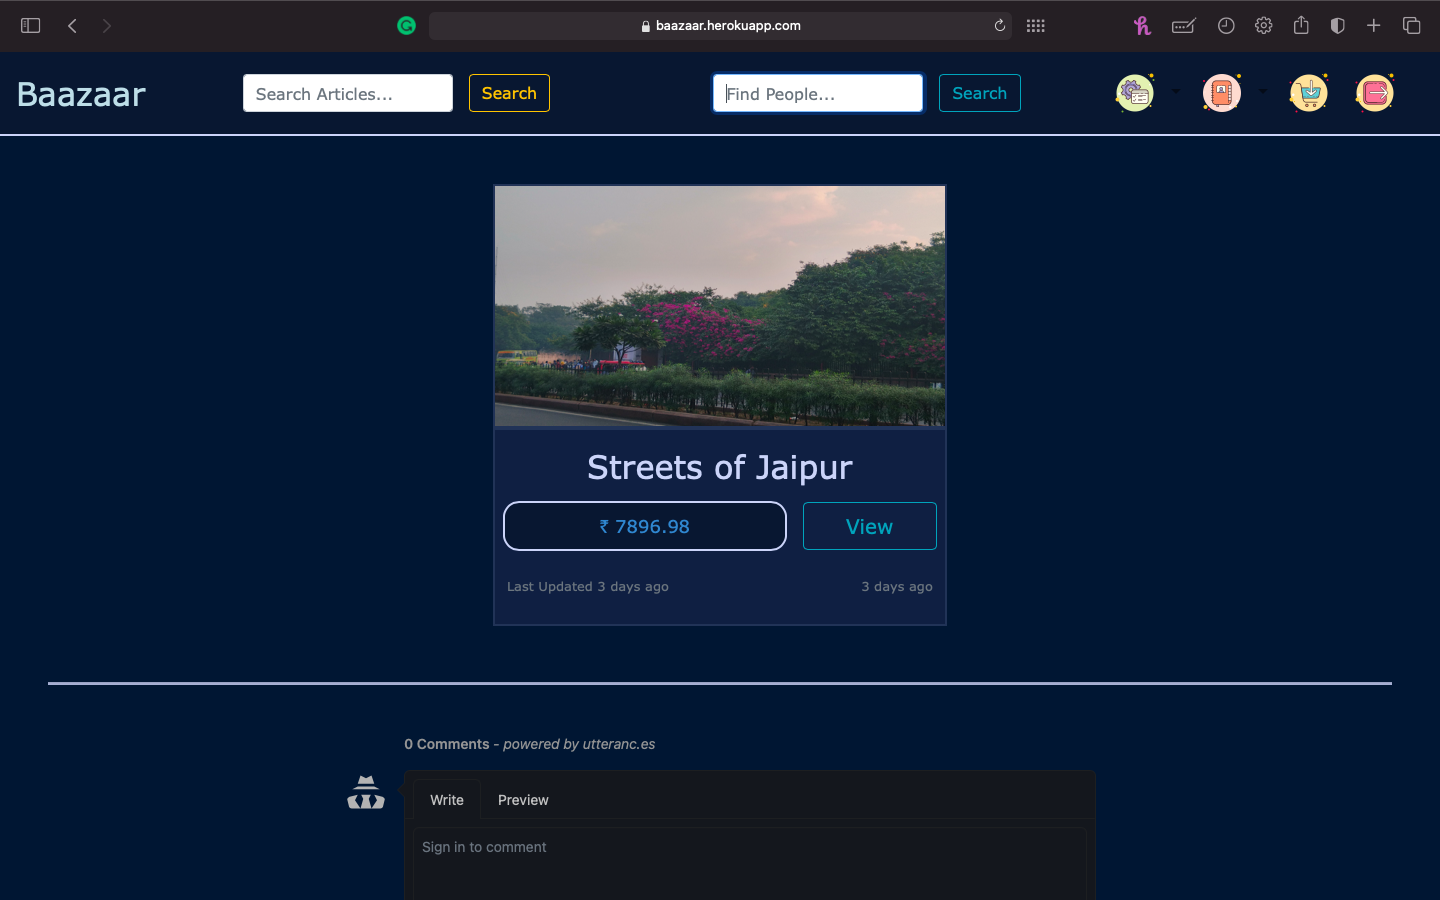 baazaar.herokuapp.com
Baazaar
Search Articles...
Search
Find People...
Search
Streets of Jaipur
₹ 7896.98
View
Last Updated 3 days ago
3 days ago
0 Comments - powered by utteranc.es
Write
Preview
Sign in to comment